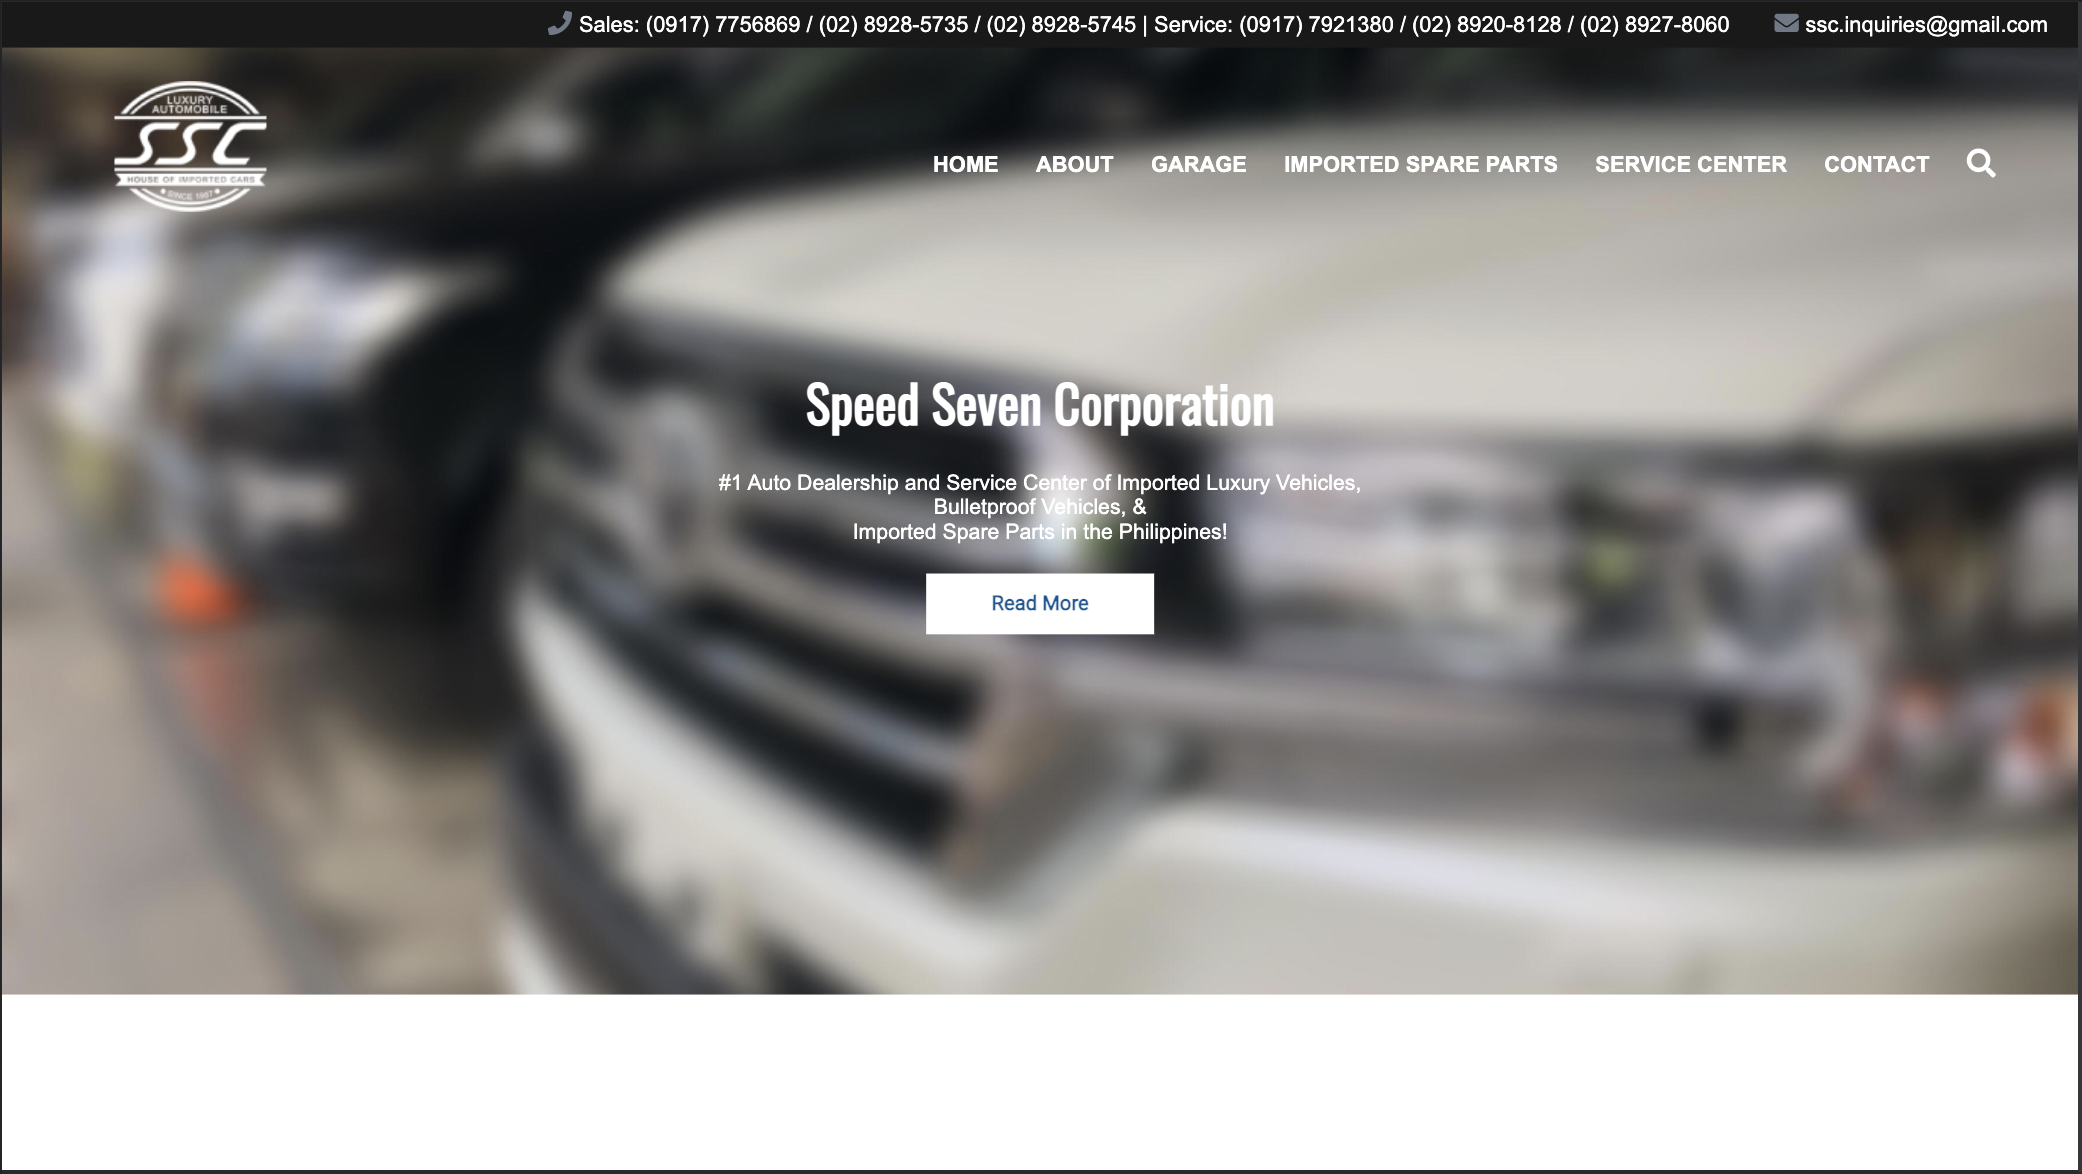 Sales: (0917) 7756869 / (02) 8928-5735 / (02) 8928-5745 | Service: (0917) 7921380 / (02) 8920-8128 / (02) 8927-8060
ssc.inquiries@gmail.com
LUXURY
AUTOMOBILE
SSC
HOUSE OF IMPORTED CARS
HOME
ABOUT
GARAGE
IMPORTED SPARE PARTS
SERVICE CENTER
CONTACT
Speed Seven Corporation
#1 Auto Dealership and Service Center of Imported Luxury Vehicles,
Bulletproof Vehicles, &
Imported Spare Parts in the Philippines!
Read More